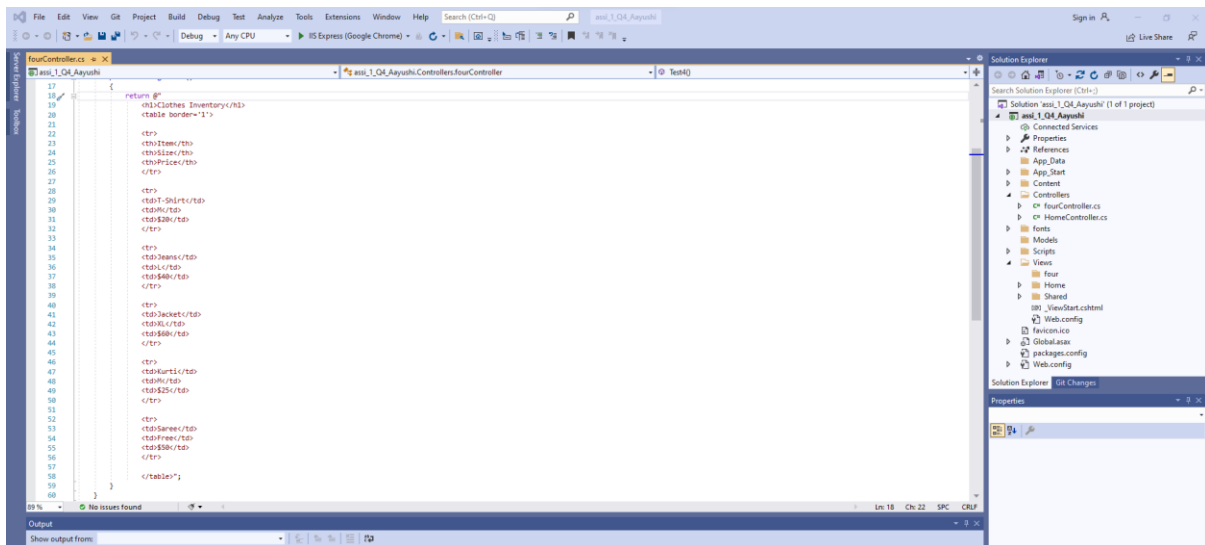 File Edit View Git Project Build Debug Test Analyze Tools Extensions Window Help Search (Ctrl+Q) assi_1_Q4_Aayushi Sign in
Debug Any CPU IIS Express (Google Chrome) Live Share
Server Explorer
Toolbox
fourController.cs
assi_1_Q4_Aayushi assi_1_Q4_Aayushi.Controllers.fourController Test4()
17 {
18 return @"
19 <h1>Clothes Inventory</h1>
20 <table border='1'>
21
22 <tr>
23 <th>Item</th>
24 <th>Size</th>
25 <th>Price</th>
26 </tr>
27
28 <tr>
29 <td>T-Shirt</td>
30 <td>M</td>
31 <td>$20</td>
32 </tr>
33
34 <tr>
35 <td>Jeans</td>
36 <td>L</td>
37 <td>$40</td>
38 </tr>
39
40 <tr>
41 <td>Jacket</td>
42 <td>XL</td>
43 <td>$60</td>
44 </tr>
45
46 <tr>
47 <td>Kurti</td>
48 <td>M</td>
49 <td>$25</td>
50 </tr>
51
52 <tr>
53 <td>Saree</td>
54 <td>Free</td>
55 <td>$50</td>
56 </tr>
57
58 </table>";
59 }
60 }
89 % No issues found Ln: 18 Ch: 22 SPC CRLF
Output
Show output from:
Solution Explorer
Search Solution Explorer (Ctrl+;)
Solution 'assi_1_Q4_Aayushi' (1 of 1 project)
assi_1_Q4_Aayushi
Connected Services
Properties
References
App_Data
App_Start
Content
Controllers
C# fourController.cs
C# HomeController.cs
fonts
Models
Scripts
Views
four
Home
Shared
_ViewStart.cshtml
Web.config
favicon.ico
Global.asax
packages.config
Web.config
Solution Explorer Git Changes
Properties